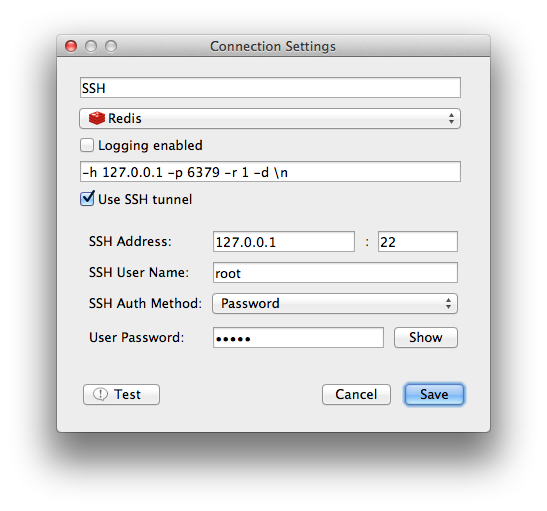 Connection Settings
SSH
Redis
Logging enabled
-h 127.0.0.1 -p 6379 -r 1 -d \n
Use SSH tunnel
SSH Address: 127.0.0.1 : 22
SSH User Name: root
SSH Auth Method: Password
User Password: ••••• Show
Test Cancel Save